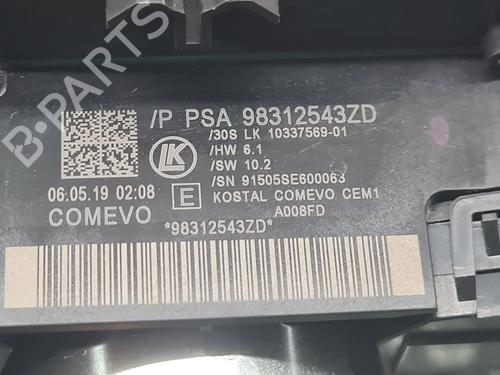 /P PSA 98312543ZD
/30S LK 10337569-01
/HW 6.1
/SW 10.2
/SN 91505SE600063
LK
06.05.19 02:08
E
KOSTAL COMEVO CEM1
COMEVO
A008FD
*98312543ZD*